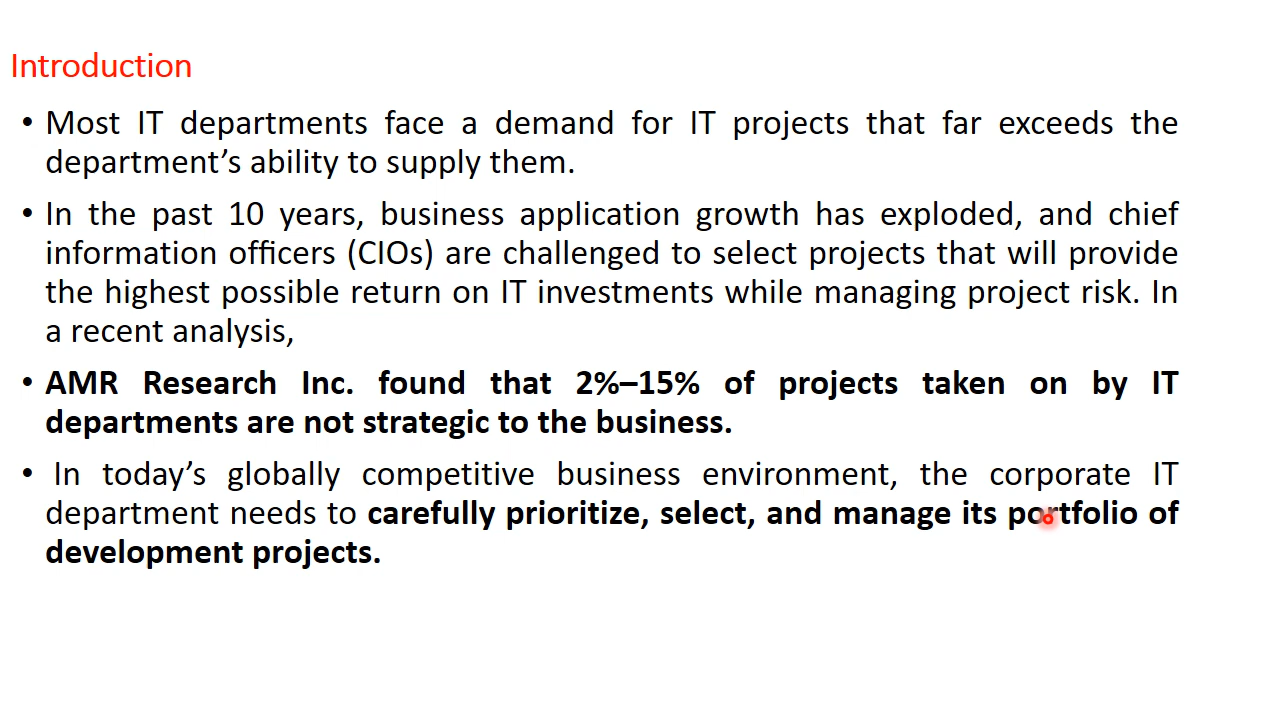 Introduction
• Most IT departments face a demand for IT projects that far exceeds the
department’s ability to supply them.
• In the past 10 years, business application growth has exploded, and chief
information officers (CIOs) are challenged to select projects that will provide
the highest possible return on IT investments while managing project risk. In
a recent analysis,
• AMR Research Inc. found that 2%–15% of projects taken on by IT
departments are not strategic to the business.
• In today’s globally competitive business environment, the corporate IT
department needs to carefully prioritize, select, and manage its portfolio of
development projects.